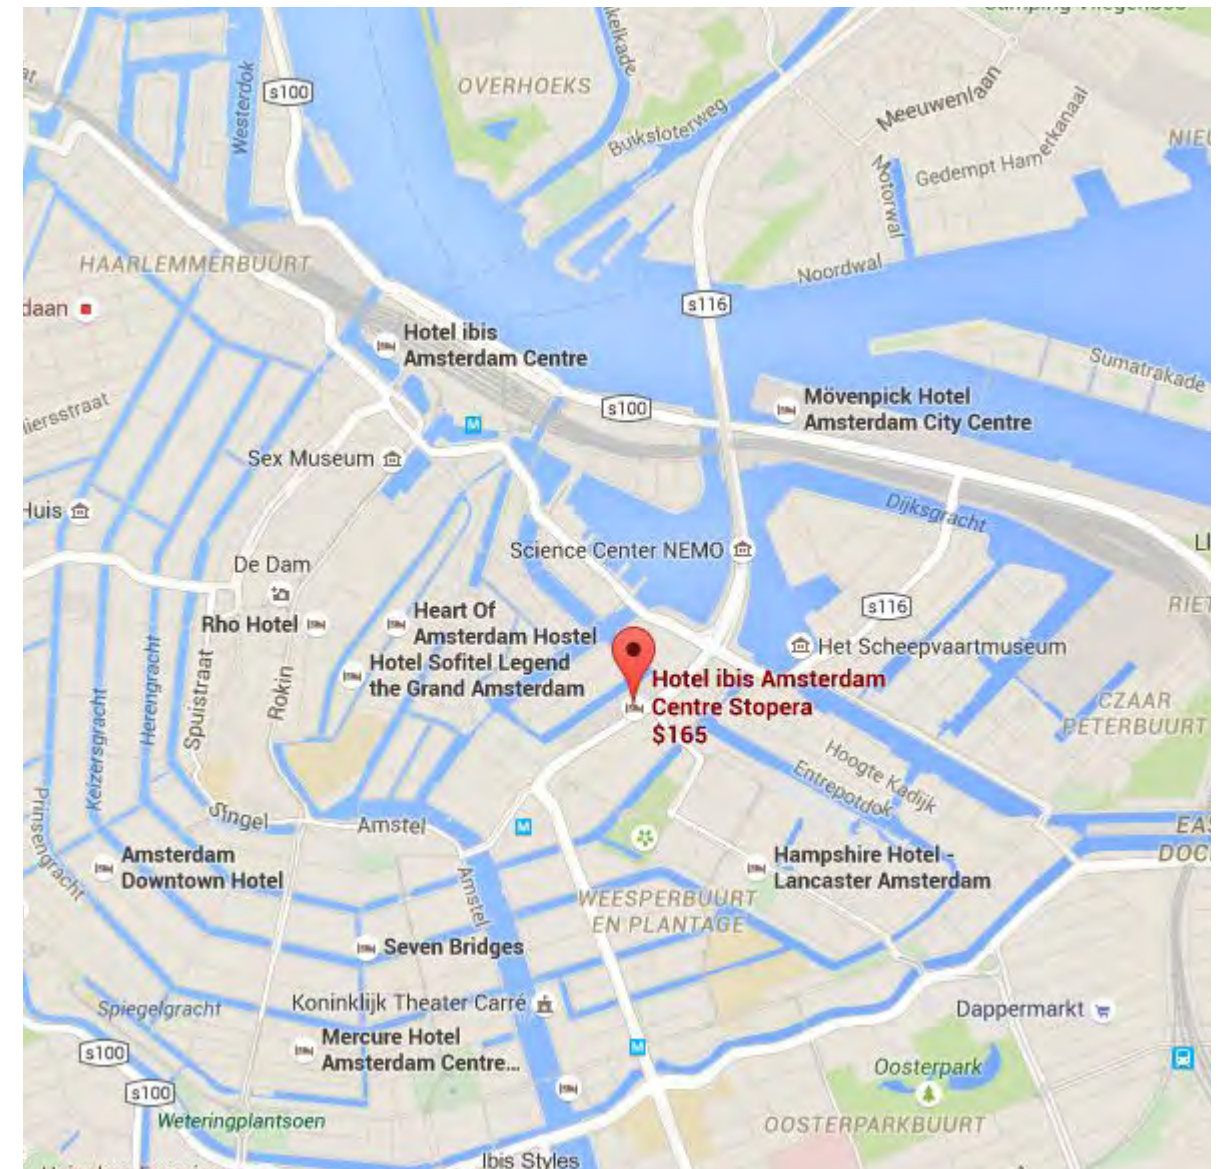 s100
Westerdok
OVERHOEKS
Buiksloterweg
Meeuwenlaan
Motorwal
Gedempt Hamerkanaal
Noordwal
HAARLEMMERBUURT
s116
daan
Hotel ibis
Amsterdam Centre
Sumatrakade
s100
Mövenpick Hotel
Amsterdam City Centre
iersstraat
M
Sex Museum
Huis
Dijksgracht
Science Center NEMO
De Dam
s116
Rho Hotel
Heart Of
Amsterdam Hostel
Het Scheepvaartmuseum
Hotel Sofitel Legend
the Grand Amsterdam
Hotel ibis Amsterdam
Centre Stopera
$165
Herengracht
Spuistraat
Rokin
Keizersgracht
Prinsengracht
CZAAR
PETERBUURT
Hoogte Kadijk
Entrepotdok
Singel
Amstel
M
Amsterdam
Downtown Hotel
Amstel
Hampshire Hotel -
Lancaster Amsterdam
WEESPERBUURT
EN PLANTAGE
Seven Bridges
Koninklijk Theater Carré
Spiegelgracht
Dappermarkt
Mercure Hotel
Amsterdam Centre...
s100
M
s100
Oosterpark
Weteringplantsoen
OOSTERPARKBUURT
Ibis Styles